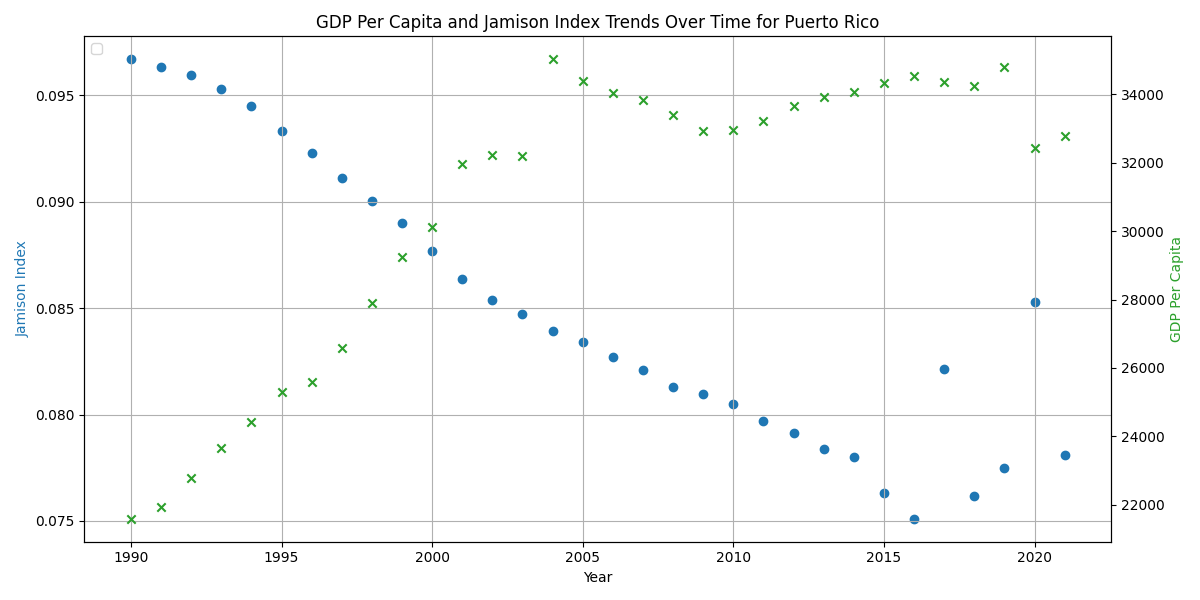 GDP Per Capita and Jamison Index Trends Over Time for Puerto Rico
0.095
0.090
0.085
0.080
0.075
Jamison Index
34000
32000
30000
28000
26000
24000
22000
GDP Per Capita
1990 1995 2000 2005 2010 2015 2020
Year